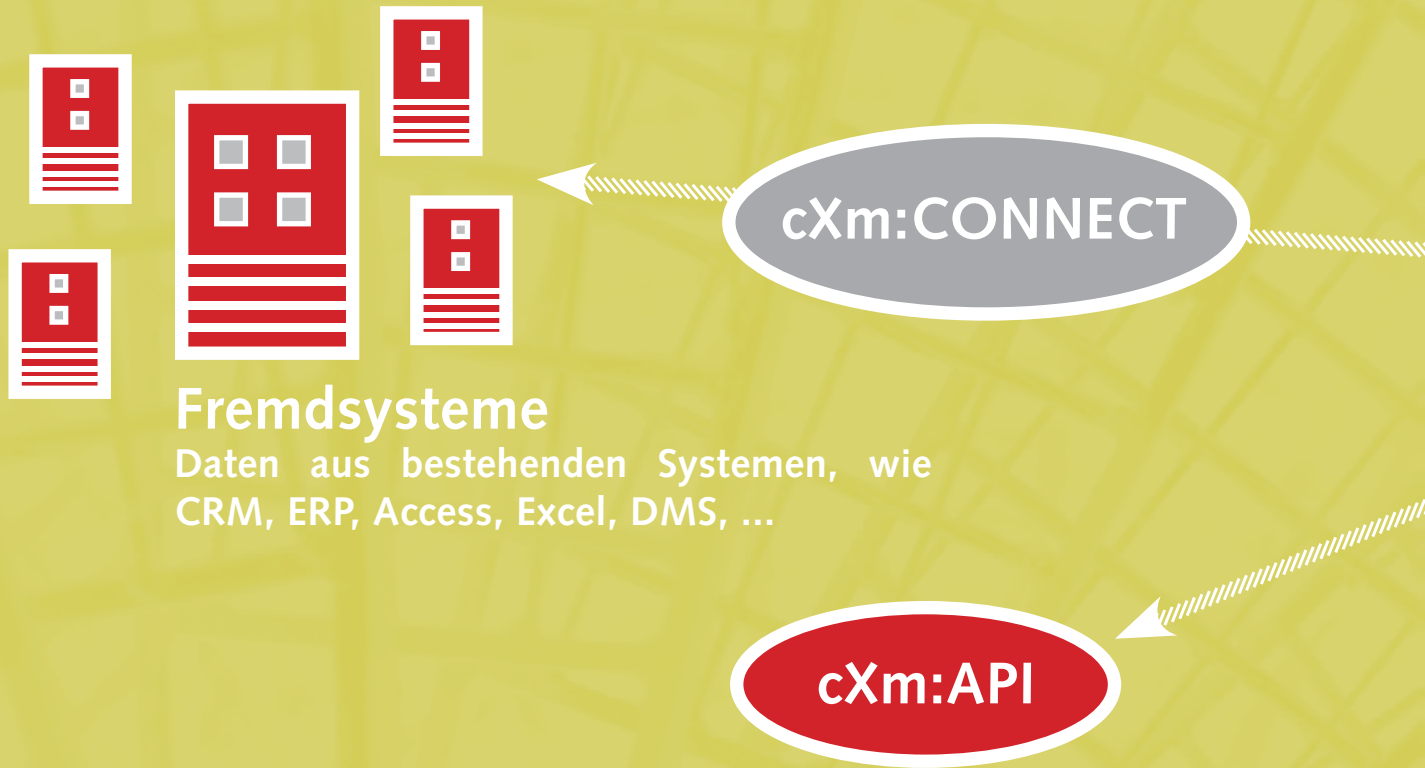 cXm:CONNECT
Fremdsysteme
Daten aus bestehenden Systemen, wie
CRM, ERP, Access, Excel, DMS, ...
cXm:API